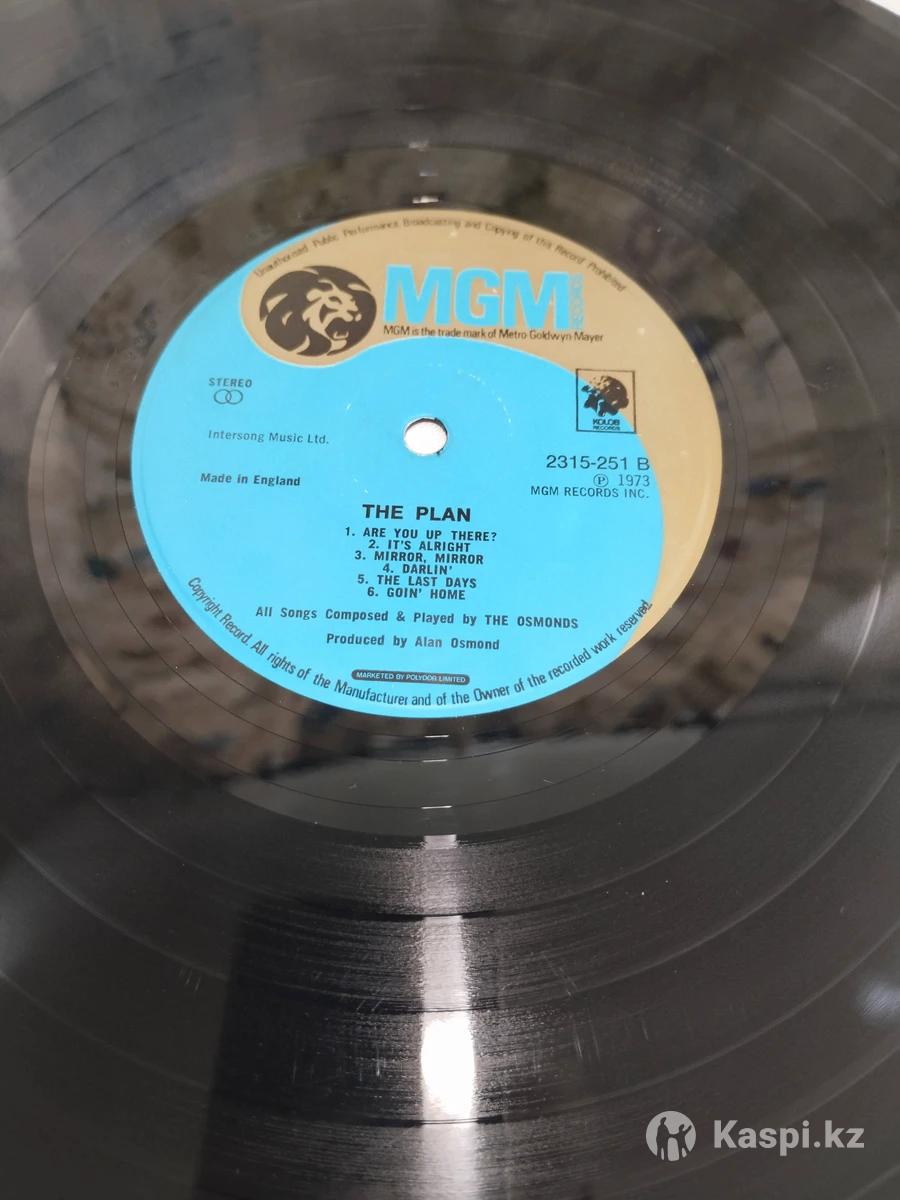 Unauthorised Public Performance Broadcasting and Copying of this Record Prohibited
MGM RECORDS
MGM is the trade mark of Metro Goldwyn Mayer
STEREO
KOLOB
RECORDS
Intersong Music Ltd.
2315-251 B
Ⓟ 1973
MGM RECORDS INC.
Made in England
THE PLAN
1. ARE YOU UP THERE?
2. IT'S ALRIGHT
3. MIRROR, MIRROR
4. DARLIN'
5. THE LAST DAYS
6. GOIN' HOME
All Songs Composed & Played by THE OSMONDS
Produced by Alan Osmond
MARKETED BY POLYDOR LIMITED
Copyright Record. All rights of the Manufacturer and of the Owner of the recorded work reserved.
Kaspi.kz